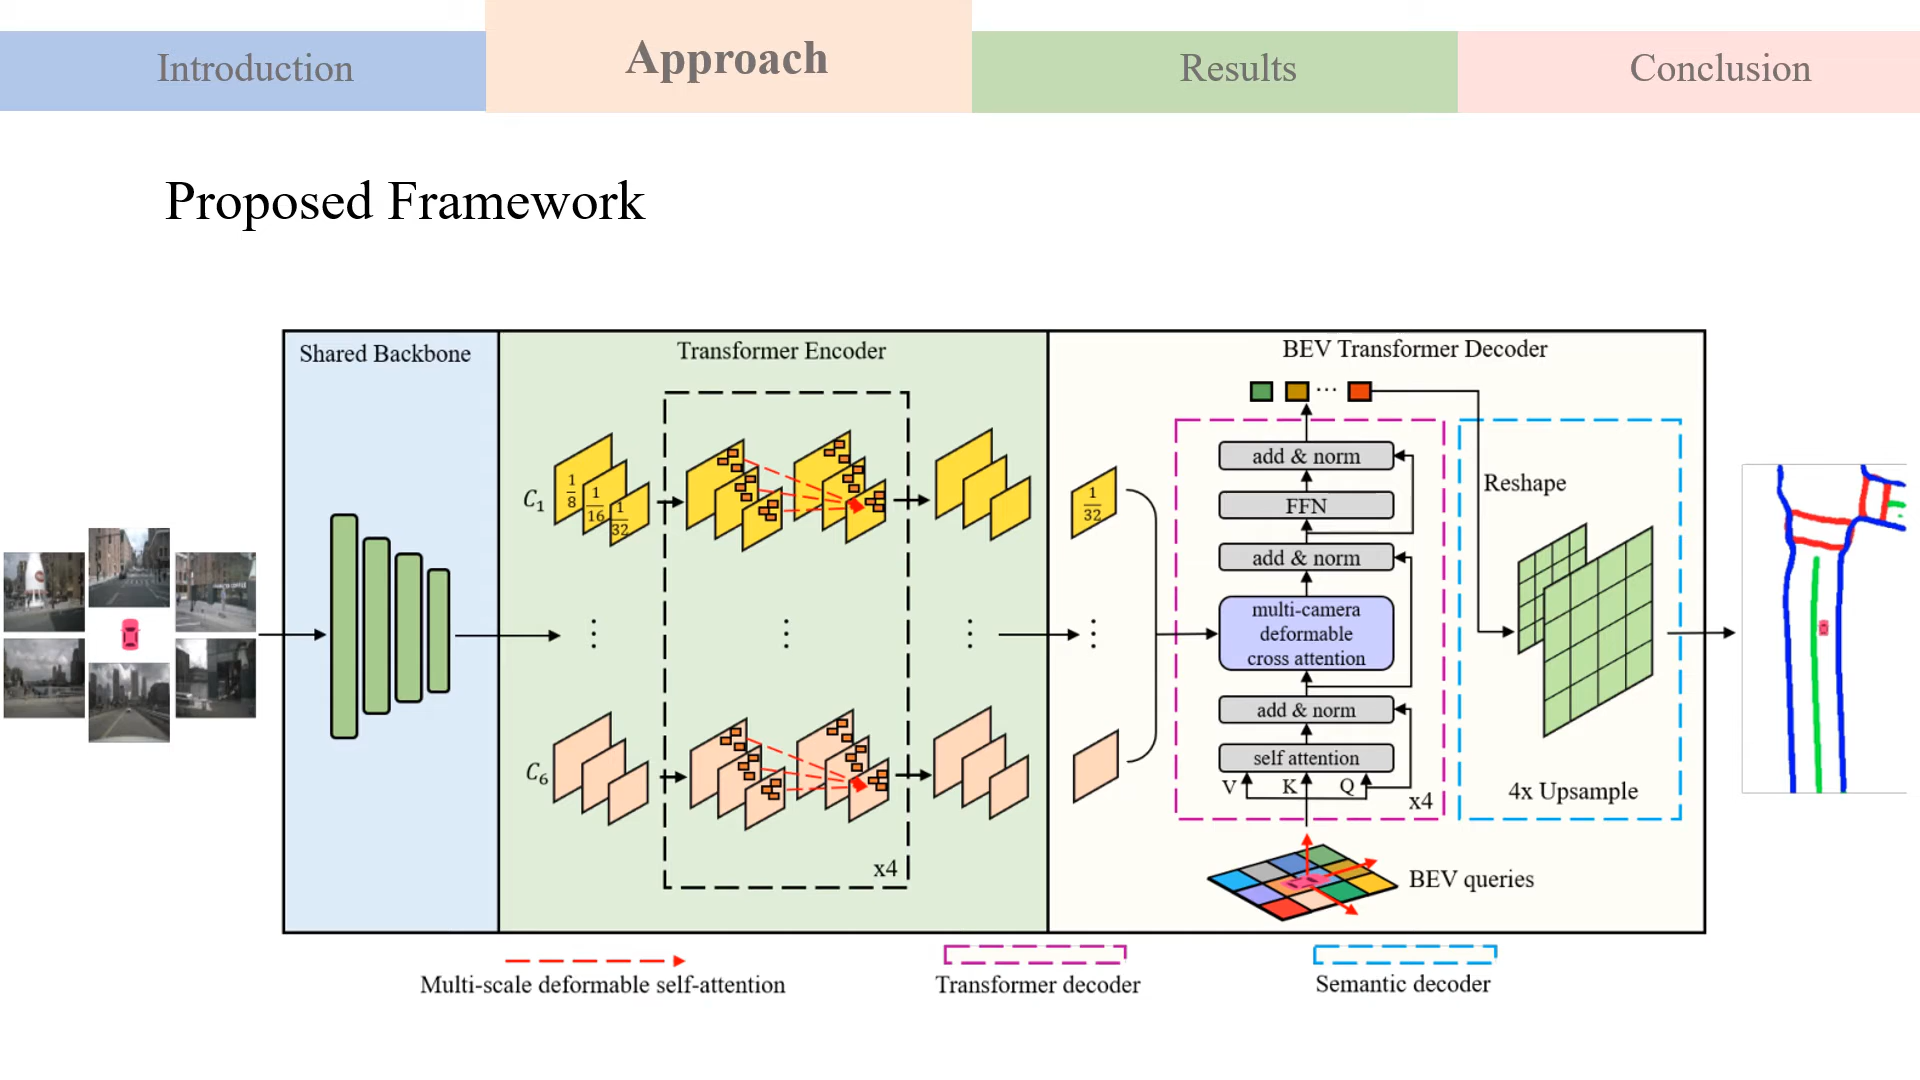 Introduction
Approach
Results
Conclusion
Proposed Framework
Shared Backbone
Transformer Encoder
BEV Transformer Decoder
C1
1/8
1/16
1/32
C6
x4
1/32
add & norm
FFN
add & norm
multi-camera
deformable
cross attention
add & norm
self attention
V K Q
x4
Reshape
4x Upsample
BEV queries
Multi-scale deformable self-attention
Transformer decoder
Semantic decoder